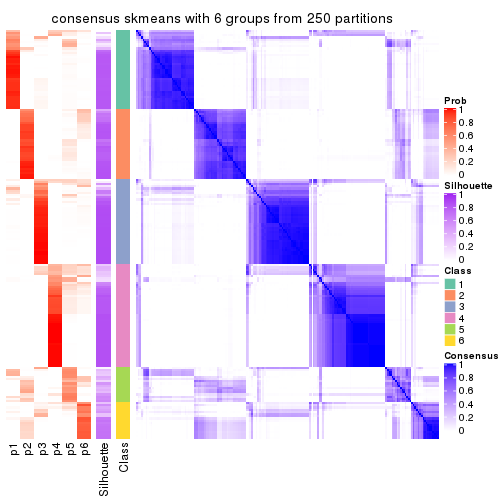 consensus skmeans with 6 groups from 250 partitions
Prob
1
0.8
0.6
0.4
0.2
0
Silhouette
1
0.8
0.6
0.4
0.2
0
Class
1
2
3
4
5
6
Consensus
1
0.8
0.6
0.4
0.2
0
p1
p2
p3
p4
p5
p6
Silhouette
Class